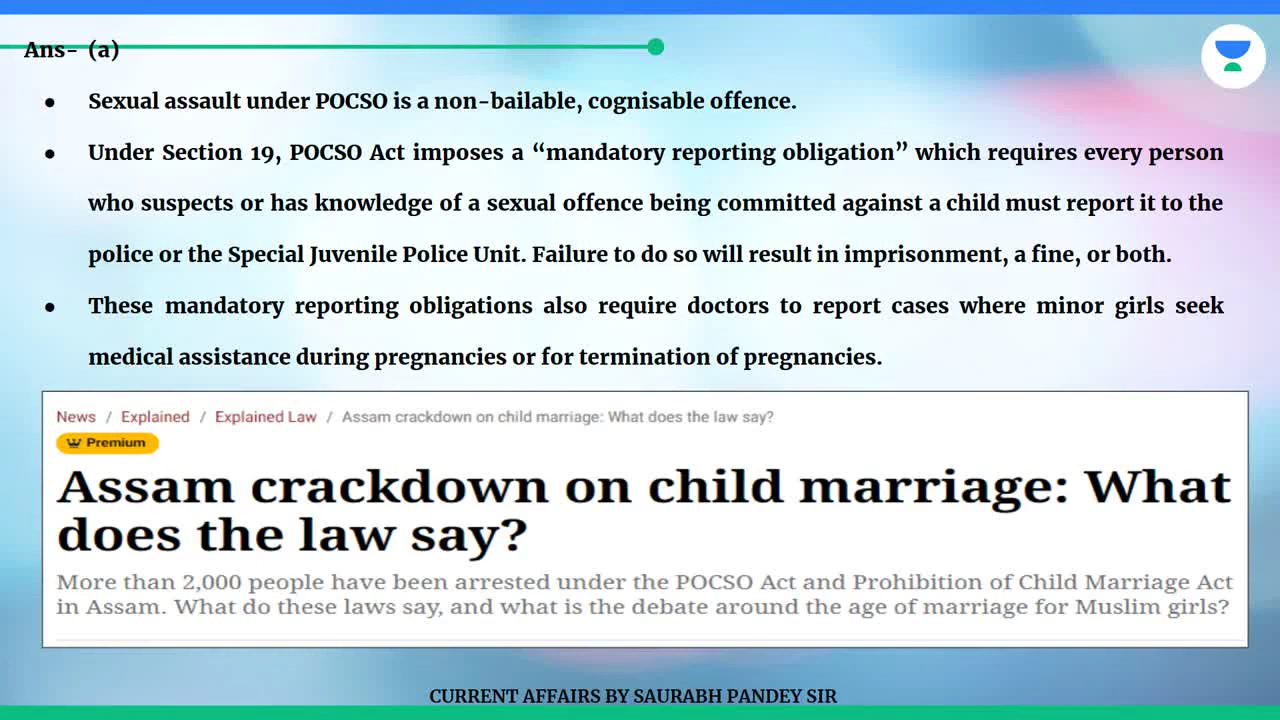 Ans- (a)
● Sexual assault under POCSO is a non-bailable, cognisable offence.
● Under Section 19, POCSO Act imposes a “mandatory reporting obligation” which requires every person
who suspects or has knowledge of a sexual offence being committed against a child must report it to the
police or the Special Juvenile Police Unit. Failure to do so will result in imprisonment, a fine, or both.
● These mandatory reporting obligations also require doctors to report cases where minor girls seek
medical assistance during pregnancies or for termination of pregnancies.
News / Explained / Explained Law / Assam crackdown on child marriage: What does the law say?
Premium
Assam crackdown on child marriage: What
does the law say?
More than 2,000 people have been arrested under the POCSO Act and Prohibition of Child Marriage Act
in Assam. What do these laws say, and what is the debate around the age of marriage for Muslim girls?
CURRENT AFFAIRS BY SAURABH PANDEY SIR